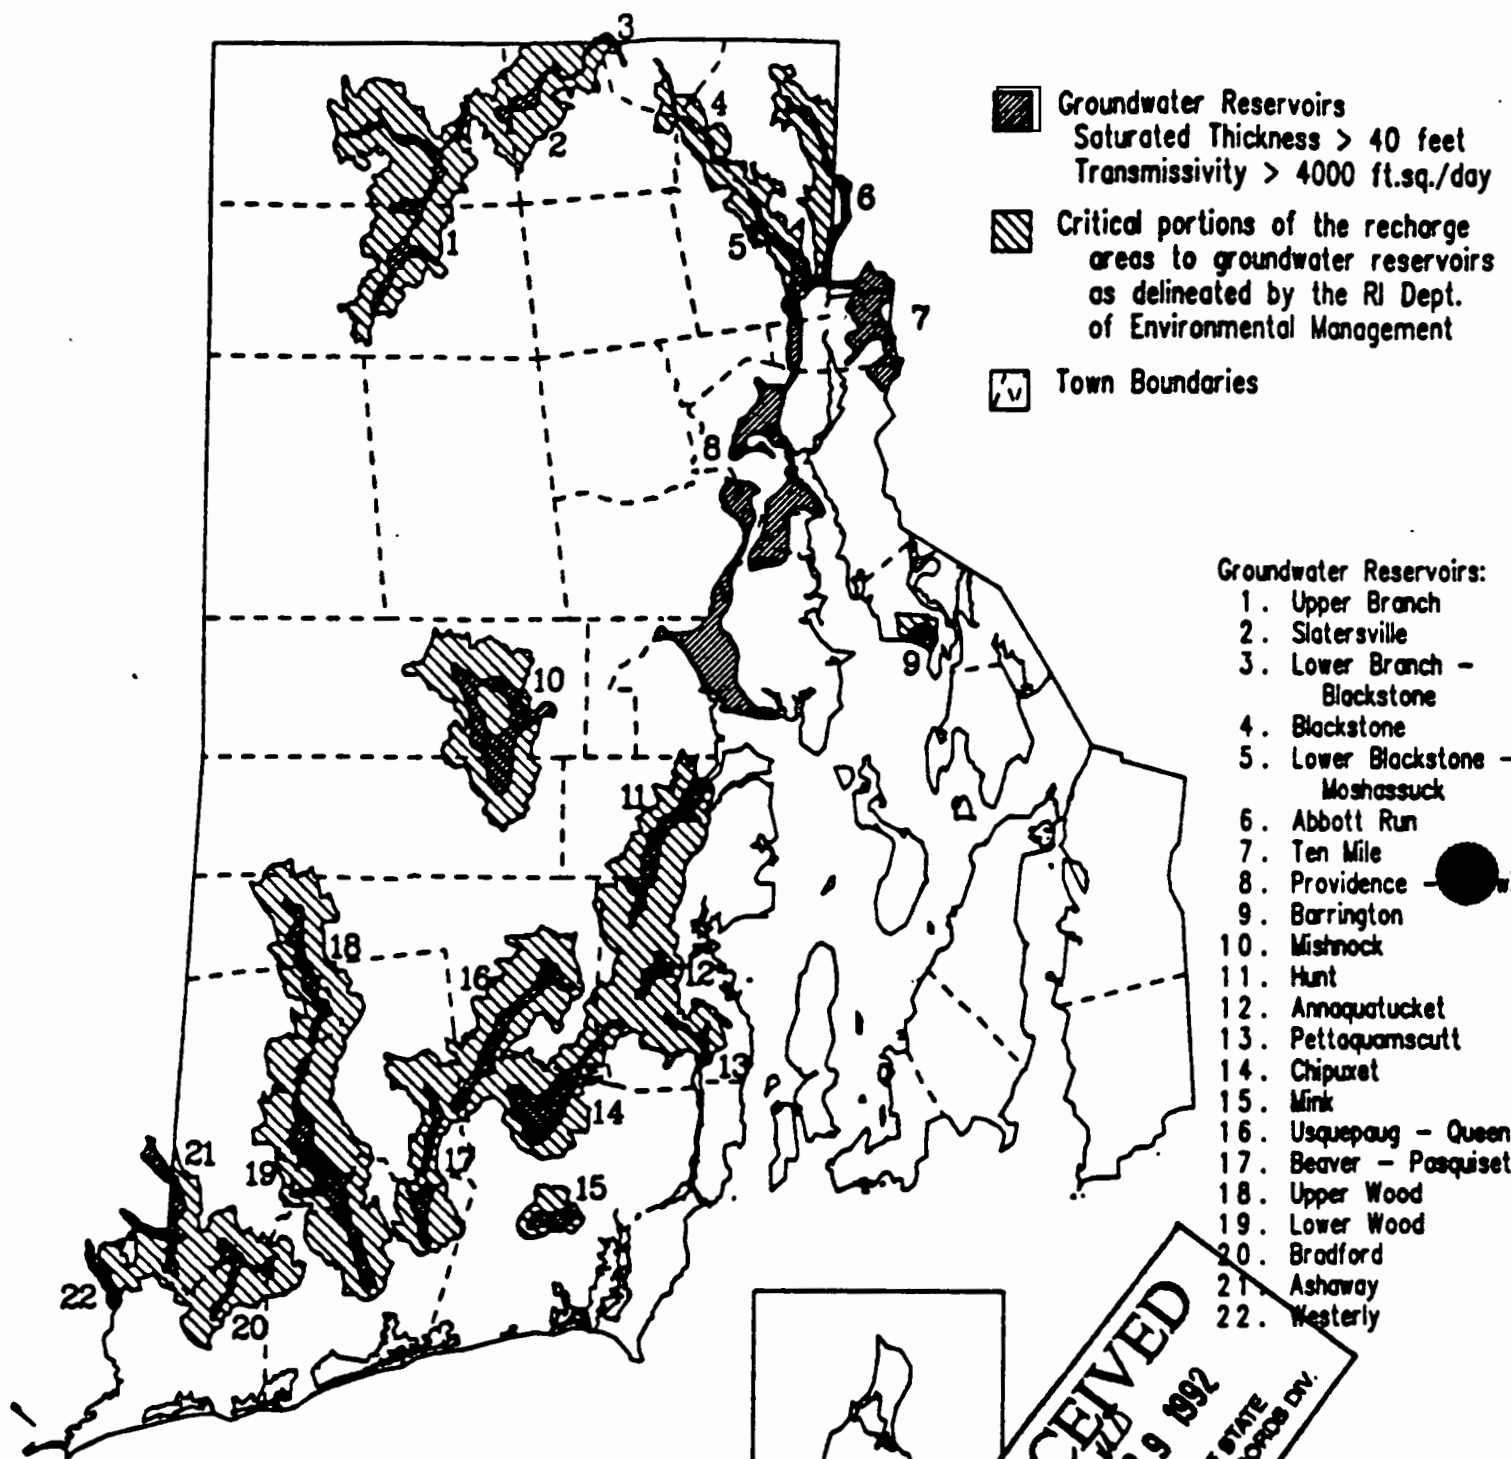 Groundwater Reservoirs
Saturated Thickness > 40 feet
Transmissivity > 4000 ft.sq./day
Critical portions of the recharge
areas to groundwater reservoirs
as delineated by the RI Dept.
of Environmental Management
Town Boundaries
Groundwater Reservoirs:
1. Upper Branch
2. Slatersville
3. Lower Branch -
Blackstone
4. Blackstone
5. Lower Blackstone -
Moshassuck
6. Abbott Run
7. Ten Mile
8. Providence -
9. Barrington
10. Mishnock
11. Hunt
12. Annaquatucket
13. Pettaquamscutt
14. Chipuxet
15. Mink
16. Usquepaug - Queen
17. Beaver - Pasquiset
18. Upper Wood
19. Lower Wood
20. Bradford
21. Ashaway
22. Westerly
3
4
2
6
1
5
7
8
9
10
11
18
16
12
13
14
17
21
19
15
22
20
9 1992
STATE
DIV.